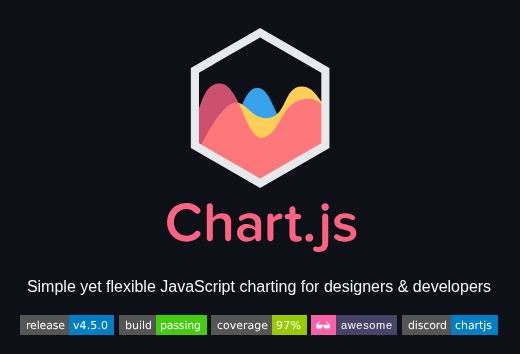 Chart.js
Simple yet flexible JavaScript charting for designers & developers
release v4.5.0 build passing coverage 97% awesome discord chartjs